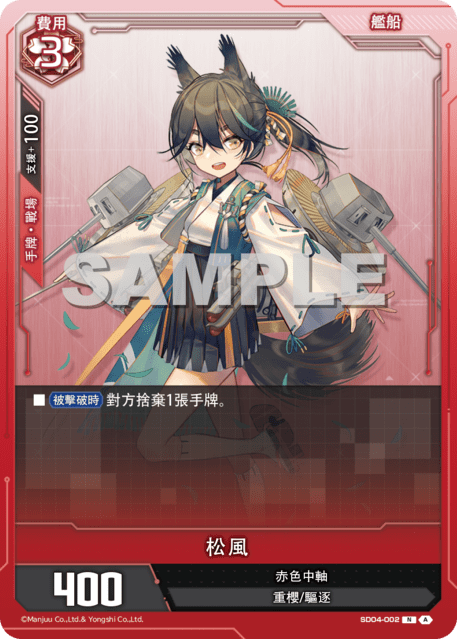 費用
3
艦船
支援+100
手牌・戰場
SAMPLE
■ 被擊破時 對方捨棄1張手牌。
松風
400
赤色中軸
重櫻/驅逐
©Manjuu Co.,Ltd.& Yongshi Co.,Ltd.
SD04-002 N A